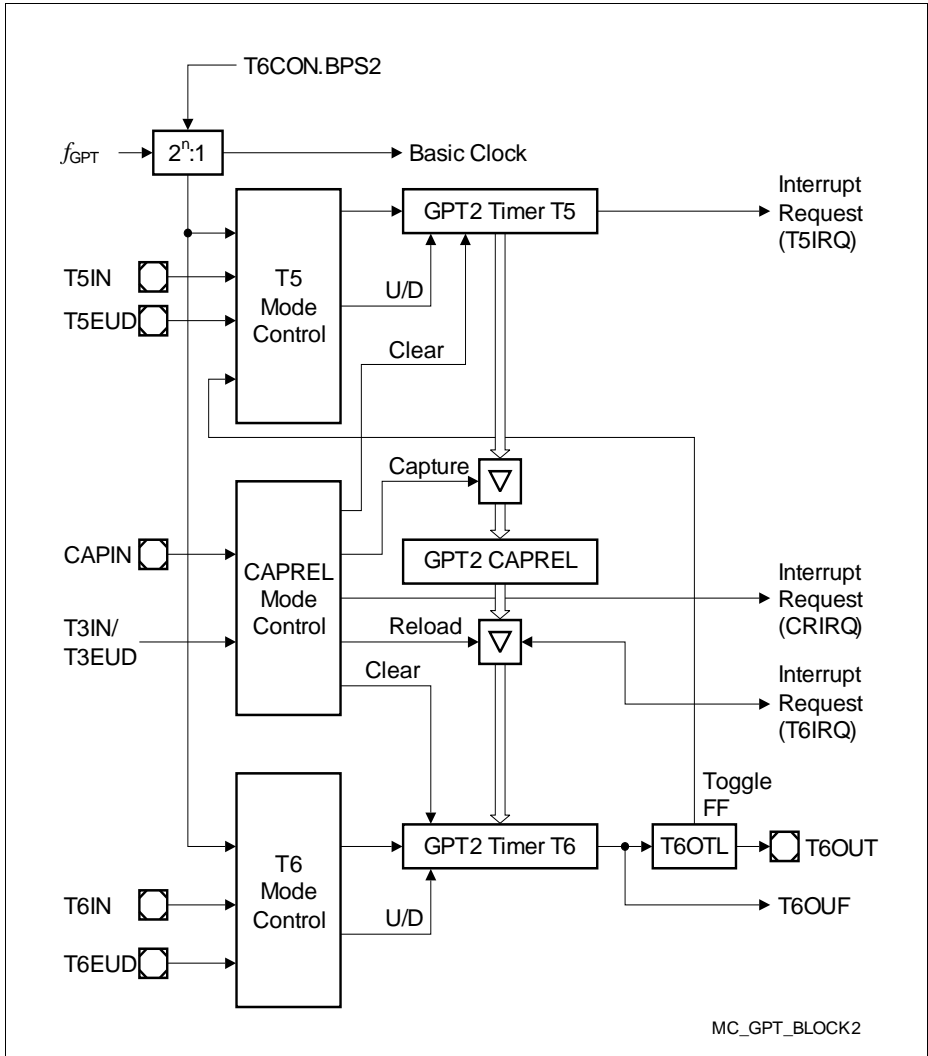 T6CON.BPS2
fGPT
2n:1
Basic Clock
Interrupt
Request
(T5IRQ)
GPT2 Timer T5
T5IN
T5
Mode
Control
U/D
T5EUD
Clear
Capture
CAPIN
CAPREL
Mode
Control
GPT2 CAPREL
Interrupt
Request
(CRIRQ)
T3IN/
T3EUD
Reload
Clear
Interrupt
Request
(T6IRQ)
Toggle
FF
T6
Mode
Control
GPT2 Timer T6
T6OTL
T6OUT
T6IN
U/D
T6OUF
T6EUD
MC_GPT_BLOCK2